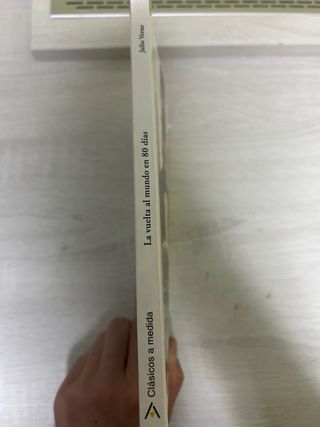 Julio Verne
La vuelta al mundo en 80 días
Clásicos a medida